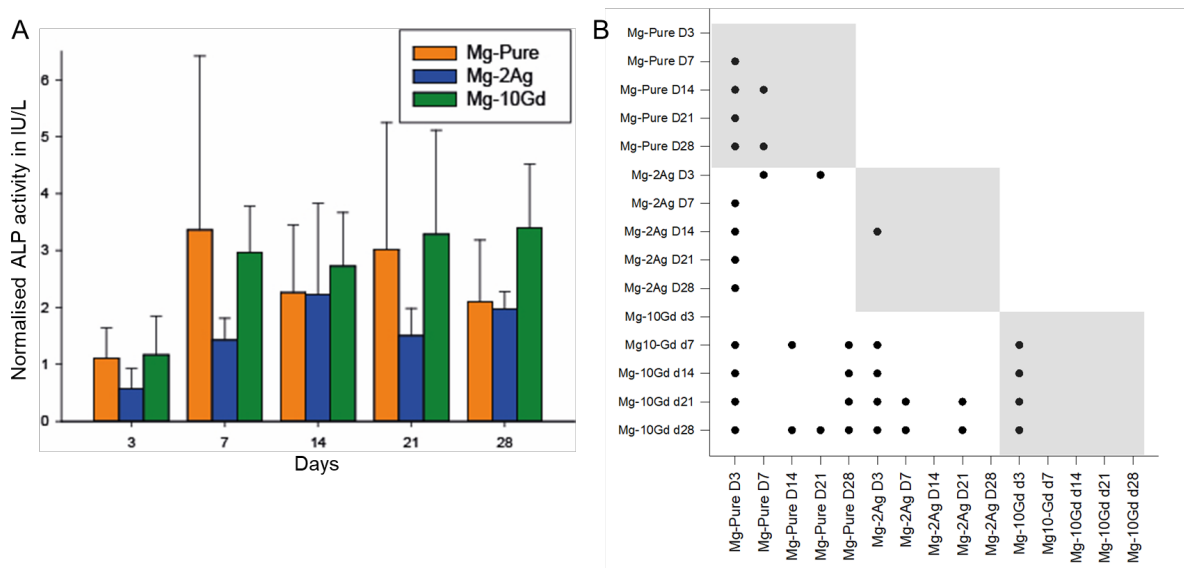 A
Normalised ALP activity in IU/L
6
5
4
3
2
1
0
Mg-Pure
Mg-2Ag
Mg-10Gd
3 7 14 21 28
Days
B
Mg-Pure D3
Mg-Pure D7
Mg-Pure D14
Mg-Pure D21
Mg-Pure D28
Mg-2Ag D3
Mg-2Ag D7
Mg-2Ag D14
Mg-2Ag D21
Mg-2Ag D28
Mg-10Gd d3
Mg10-Gd d7
Mg-10Gd d14
Mg-10Gd d21
Mg-10Gd d28
Mg-Pure D3
Mg-Pure D7
Mg-Pure D14
Mg-Pure D21
Mg-Pure D28
Mg-2Ag D3
Mg-2Ag D7
Mg-2Ag D14
Mg-2Ag D21
Mg-2Ag D28
Mg-10Gd d3
Mg10-Gd d7
Mg-10Gd d14
Mg-10Gd d21
Mg-10Gd d28